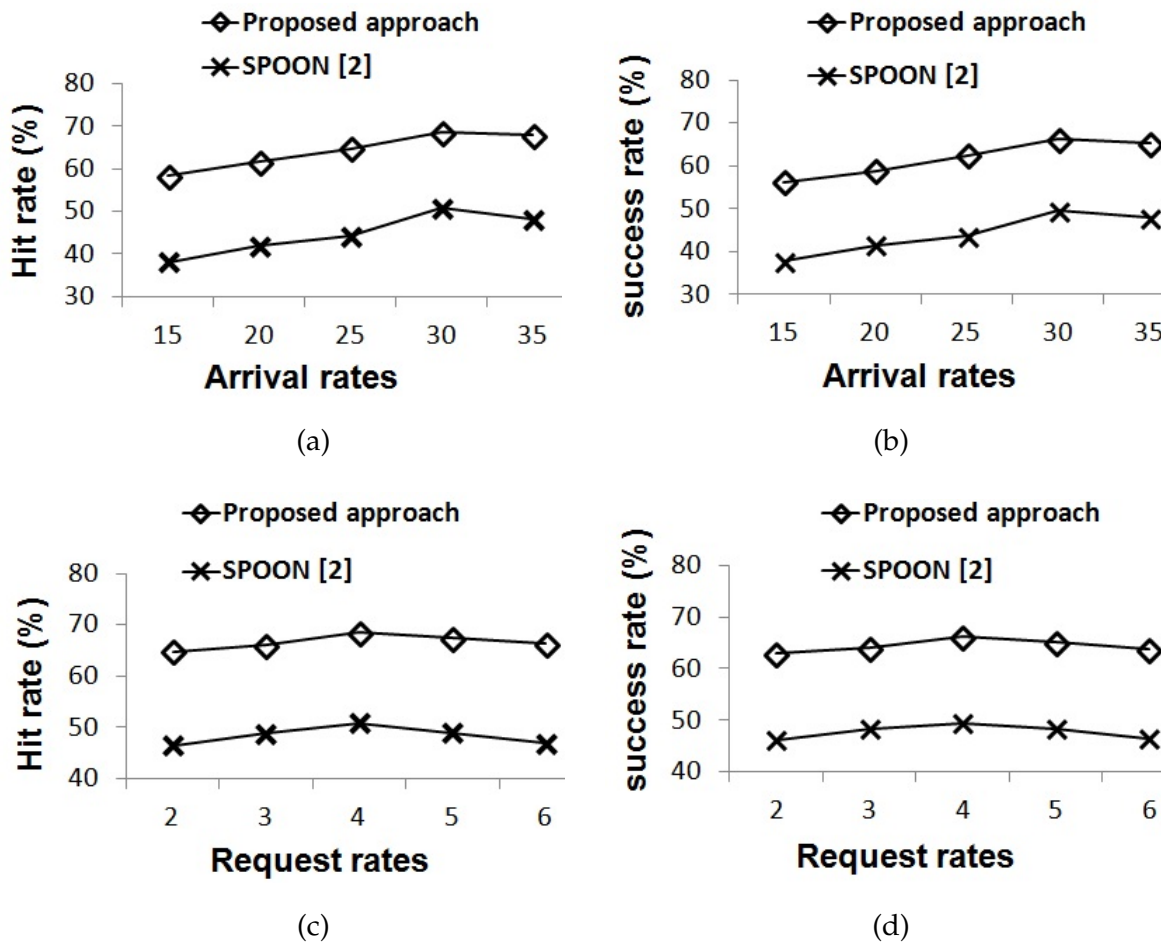 Proposed approach
SPOON [2]
Hit rate (%)
80
70
60
50
40
30
15 20 25 30 35
Arrival rates
(a)
Proposed approach
SPOON [2]
success rate (%)
80
70
60
50
40
30
15 20 25 30 35
Arrival rates
(b)
Proposed approach
SPOON [2]
Hit rate (%)
80
70
60
50
40
2 3 4 5 6
Request rates
(c)
Proposed approach
SPOON [2]
success rate (%)
80
70
60
50
40
2 3 4 5 6
Request rates
(d)